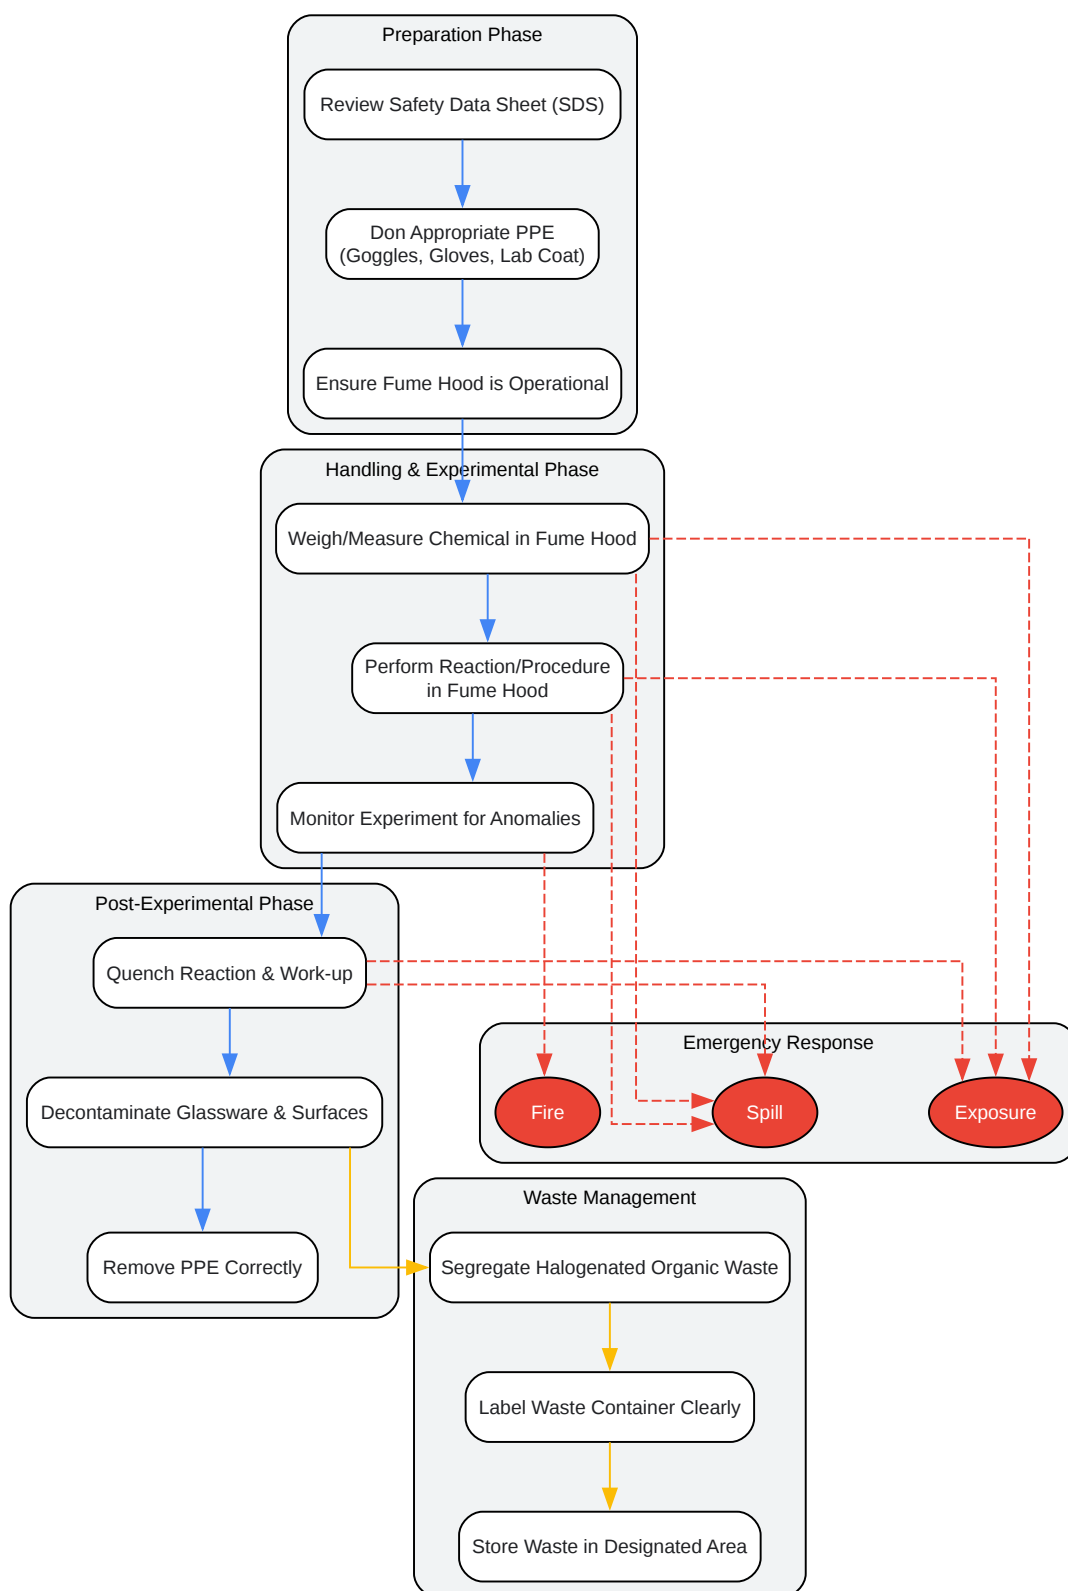 Preparation Phase
Review Safety Data Sheet (SDS)
Don Appropriate PPE
(Goggles, Gloves, Lab Coat)
Ensure Fume Hood is Operational
Handling & Experimental Phase
Weigh/Measure Chemical in Fume Hood
Perform Reaction/Procedure
in Fume Hood
Monitor Experiment for Anomalies
Post-Experimental Phase
Quench Reaction & Work-up
Decontaminate Glassware & Surfaces
Remove PPE Correctly
Emergency Response
Fire
Spill
Exposure
Waste Management
Segregate Halogenated Organic Waste
Label Waste Container Clearly
Store Waste in Designated Area